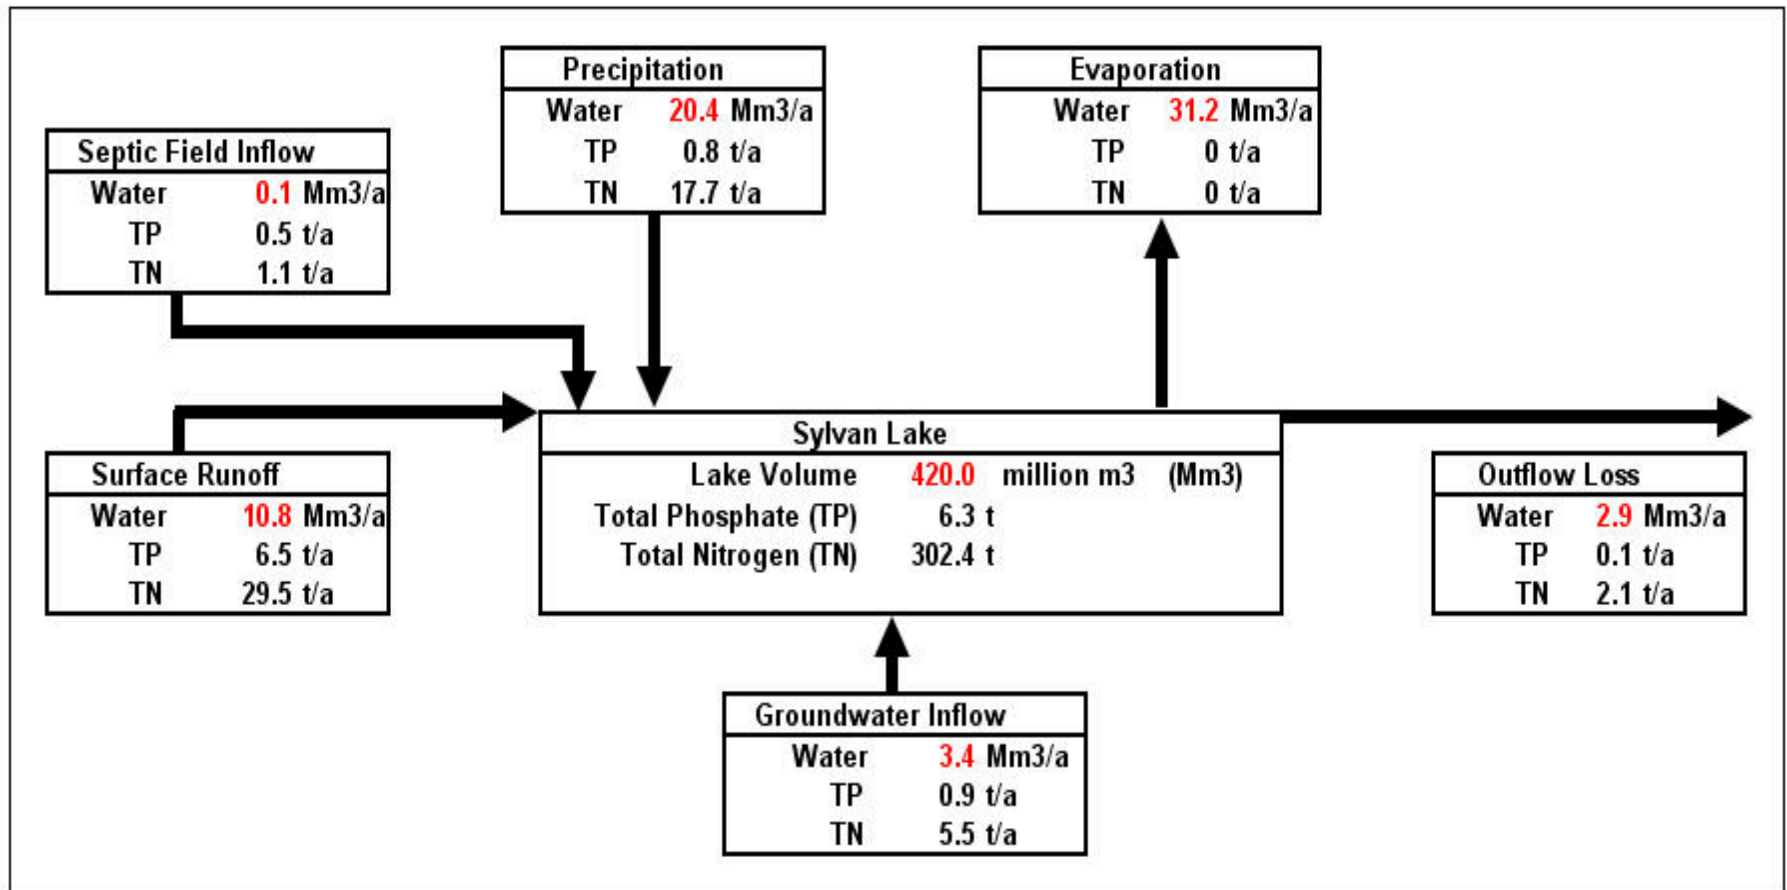 Precipitation
Water 20.4 Mm3/a
TP 0.8 t/a
TN 17.7 t/a
Evaporation
Water 31.2 Mm3/a
TP 0 t/a
TN 0 t/a
Septic Field Inflow
Water 0.1 Mm3/a
TP 0.5 t/a
TN 1.1 t/a
Sylvan Lake
Lake Volume 420.0 million m3 (Mm3)
Total Phosphate (TP) 6.3 t
Total Nitrogen (TN) 302.4 t
Surface Runoff
Water 10.8 Mm3/a
TP 6.5 t/a
TN 29.5 t/a
Outflow Loss
Water 2.9 Mm3/a
TP 0.1 t/a
TN 2.1 t/a
Groundwater Inflow
Water 3.4 Mm3/a
TP 0.9 t/a
TN 5.5 t/a